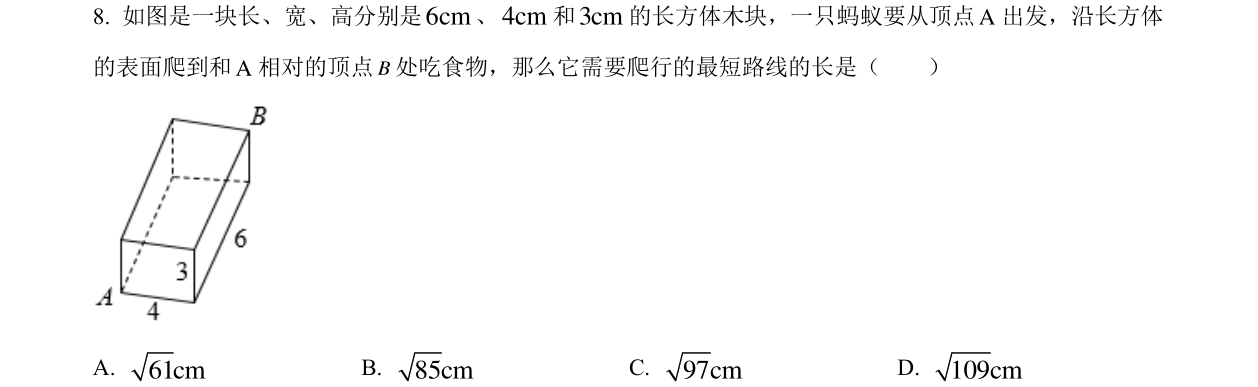 8. 如图是一块长、宽、高分别是6cm、4cm和3cm的长方体木块，一只蚂蚁要从顶点A出发，沿长方体
的表面爬到和A相对的顶点B处吃食物，那么它需要爬行的最短路线的长是（　　）
B
6
3
A
4
A. √61cm B. √85cm C. √97cm D. √109cm